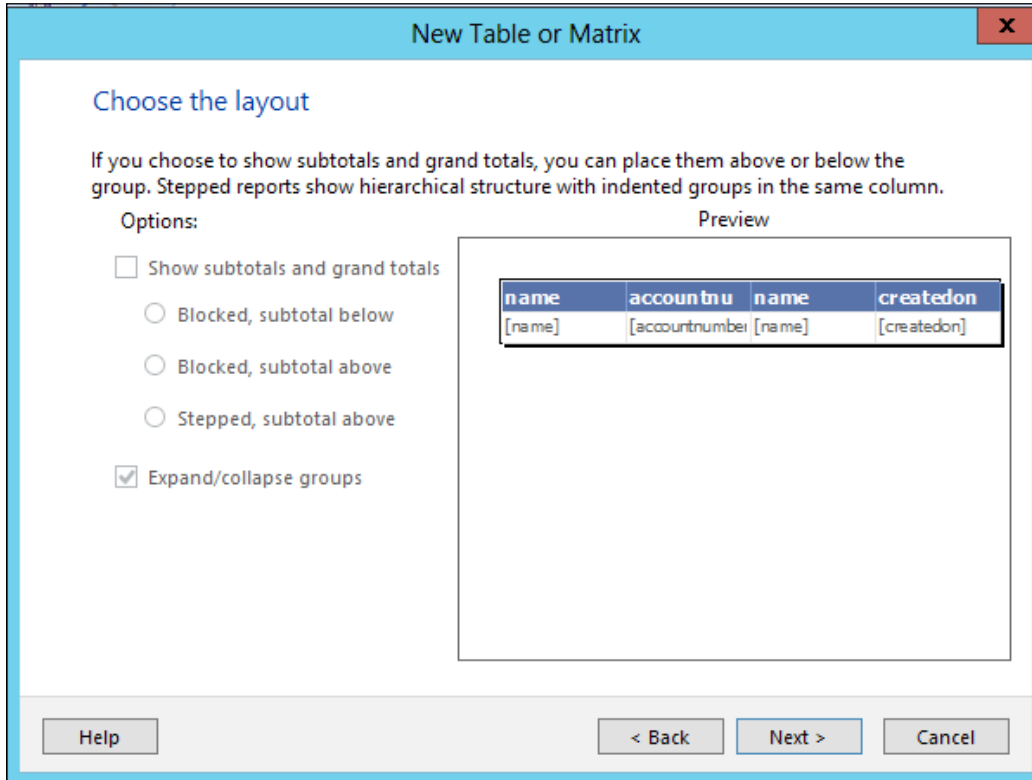 New Table or Matrix
x
Choose the layout
If you choose to show subtotals and grand totals, you can place them above or below the
group. Stepped reports show hierarchical structure with indented groups in the same column.
Options:
Preview
Show subtotals and grand totals
Blocked, subtotal below
Blocked, subtotal above
Stepped, subtotal above
Expand/collapse groups
name accountnu name createdon
[name] [accountnumber [name] [createdon]
Help
< Back
Next >
Cancel